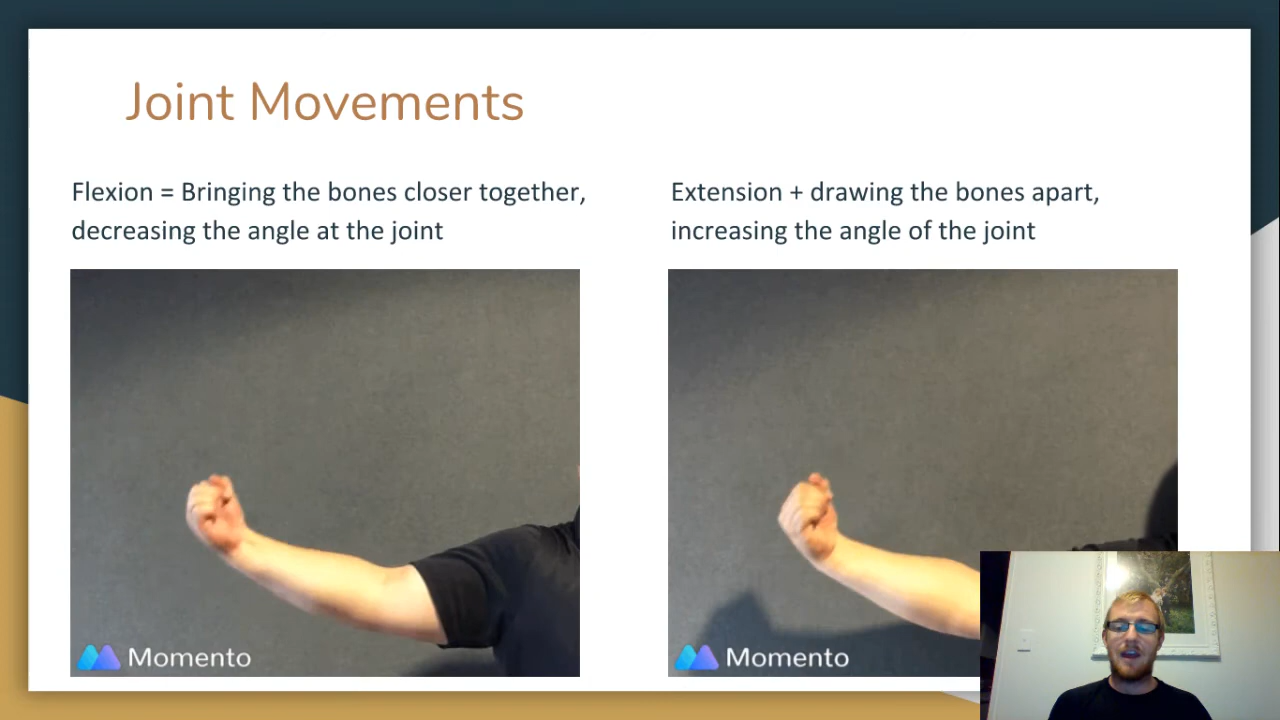 Joint Movements
Flexion = Bringing the bones closer together,
decreasing the angle at the joint
Extension + drawing the bones apart,
increasing the angle of the joint
Momento
Momento